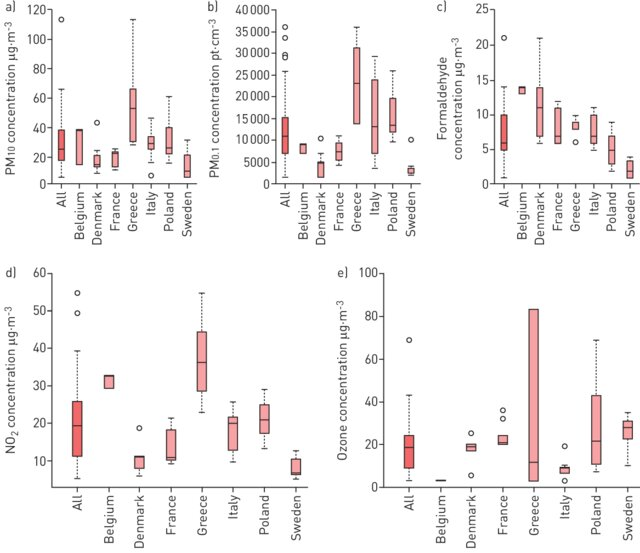 a)
PM10 concentration µg·m-3
120
100
80
60
40
20
0
All
Belgium
Denmark
France
Greece
Italy
Poland
Sweden
b)
PM0.1 concentration pt·cm-3
40 000
35 000
30 000
25 000
20 000
15 000
10 000
5000
0
All
Belgium
Denmark
France
Greece
Italy
Poland
Sweden
c)
Formaldehyde
concentration µg·m-3
25
20
15
10
5
0
All
Belgium
Denmark
France
Greece
Italy
Poland
Sweden
d)
NO2 concentration µg·m-3
60
50
40
30
20
10
All
Belgium
Denmark
France
Greece
Italy
Poland
Sweden
e)
Ozone concentration µg·m-3
100
80
60
40
20
0
All
Belgium
Denmark
France
Greece
Italy
Poland
Sweden